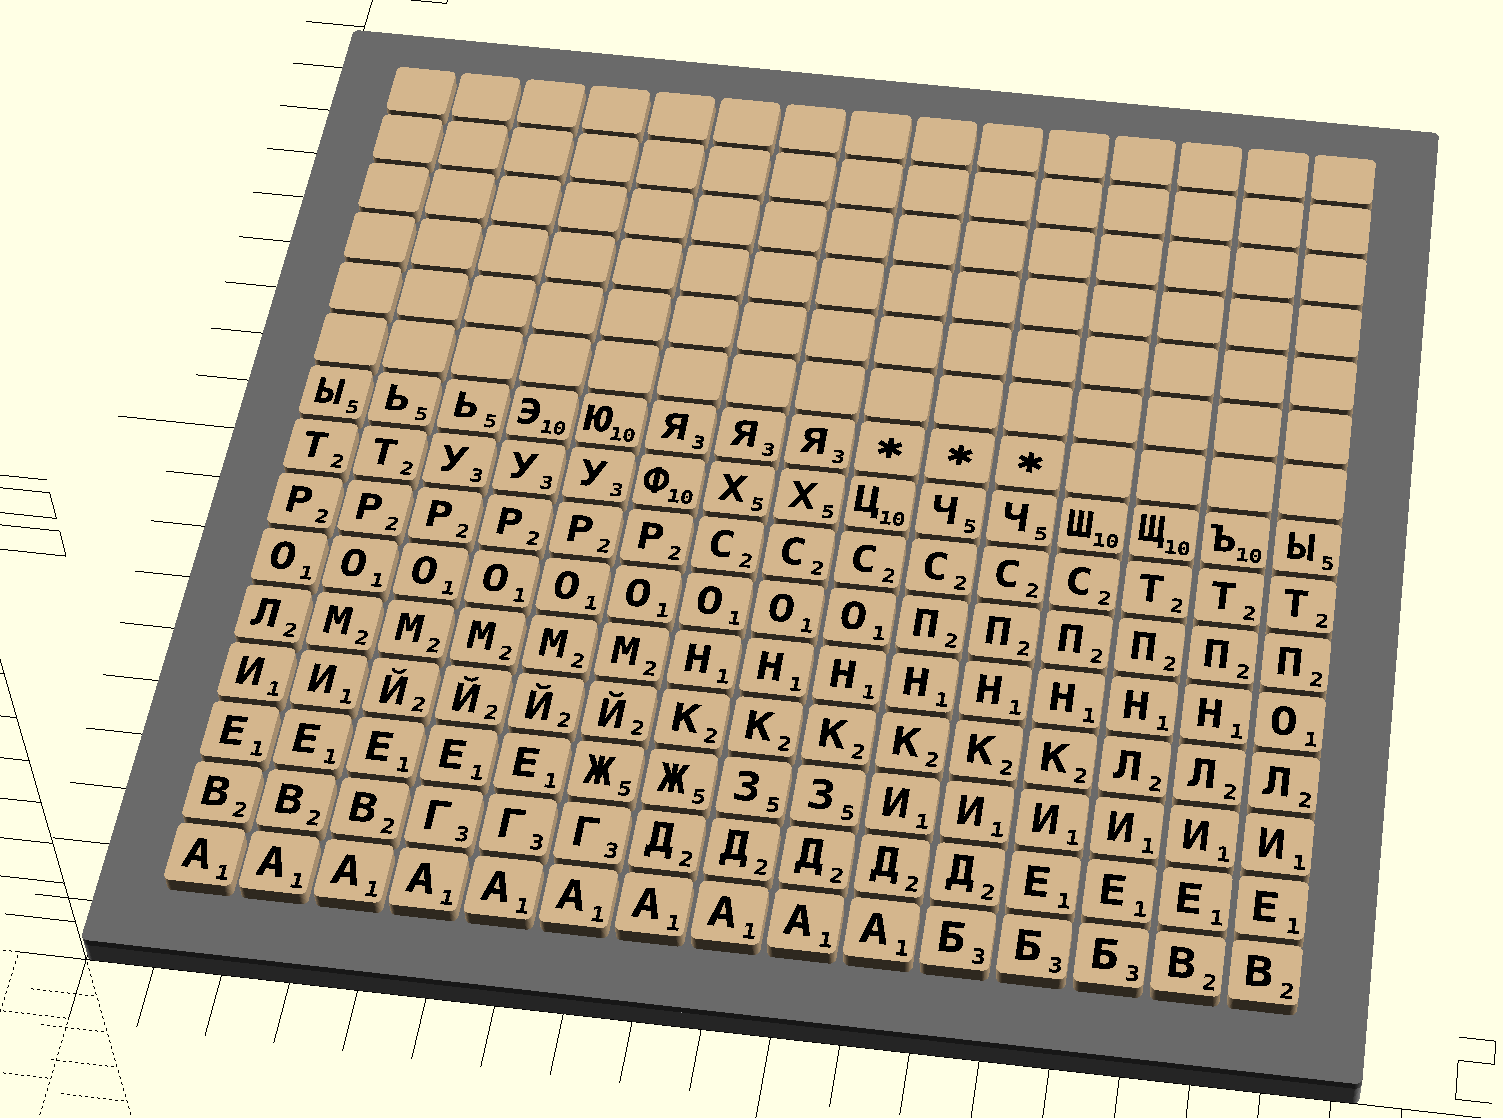 Ы5 Ь5 Ь5 Э10 Ю10 Я3 Я3 Я3 * * *
Т2 Т2 У3 У3 У3 Ф10 Х5 Х5 Ц10 Ч5 Ч5 Ш10 Щ10 Ъ10 Ы5
Р2 Р2 Р2 Р2 Р2 Р2 С2 С2 С2 С2 С2 С2 Т2 Т2 Т2
О1 О1 О1 О1 О1 О1 О1 О1 О1 П2 П2 П2 П2 П2 П2
Л2 М2 М2 М2 М2 М2 Н1 Н1 Н1 Н1 Н1 Н1 Н1 Н1 О1
И1 И1 Й2 Й2 Й2 Й2 К2 К2 К2 К2 К2 К2 Л2 Л2 Л2
Е1 Е1 Е1 Е1 Е1 Ж5 Ж5 З5 З5 И1 И1 И1 И1 И1 И1
В2 В2 В2 Г3 Г3 Г3 Д2 Д2 Д2 Д2 Д2 Е1 Е1 Е1 Е1
А1 А1 А1 А1 А1 А1 А1 А1 А1 А1 Б3 Б3 Б3 В2 В2